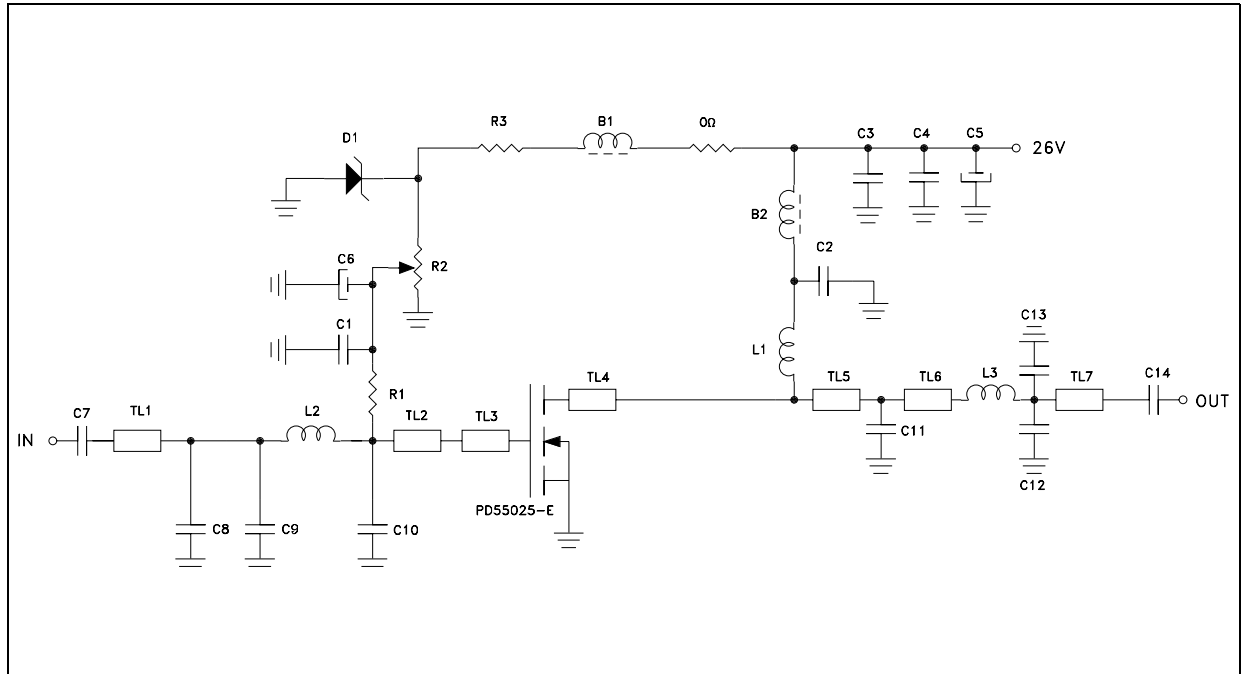 R3
B1
0Ω
C3
C4
C5
26V
D1
B2
C2
C6
R2
C1
L1
C13
R1
TL4
TL5
TL6
L3
TL7
C14
OUT
C7
TL1
L2
TL2
TL3
IN
C11
C12
PD55025-E
C8
C9
C10